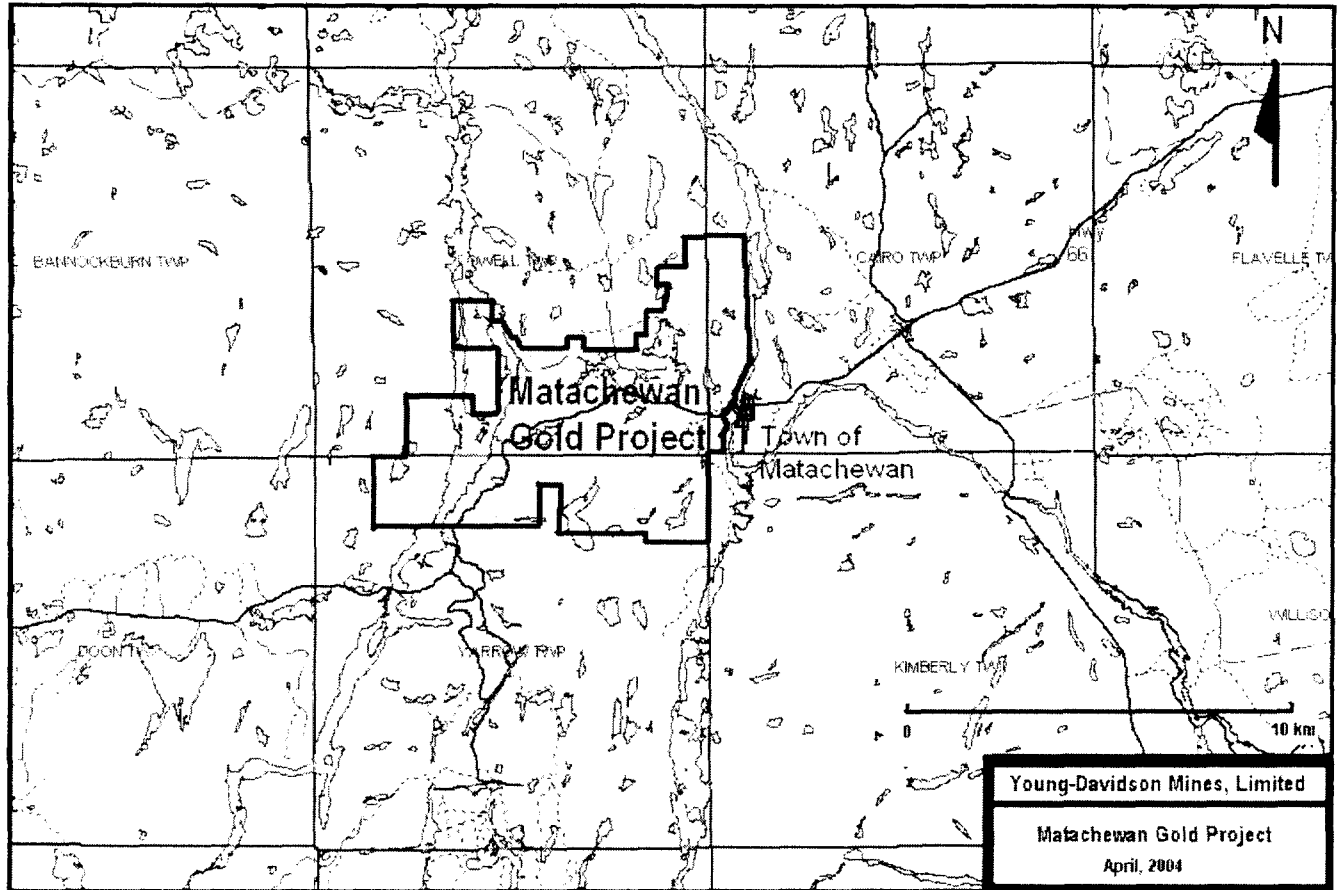 N
BANNOCKBURN TWP
CAIRO TWP
Hwy
66
Matachewan
Gold Project
Town of
Matachewan
KIMBERLY TWP
0
10 km
Young-Davidson Mines, Limited
Matachewan Gold Project
April, 2004